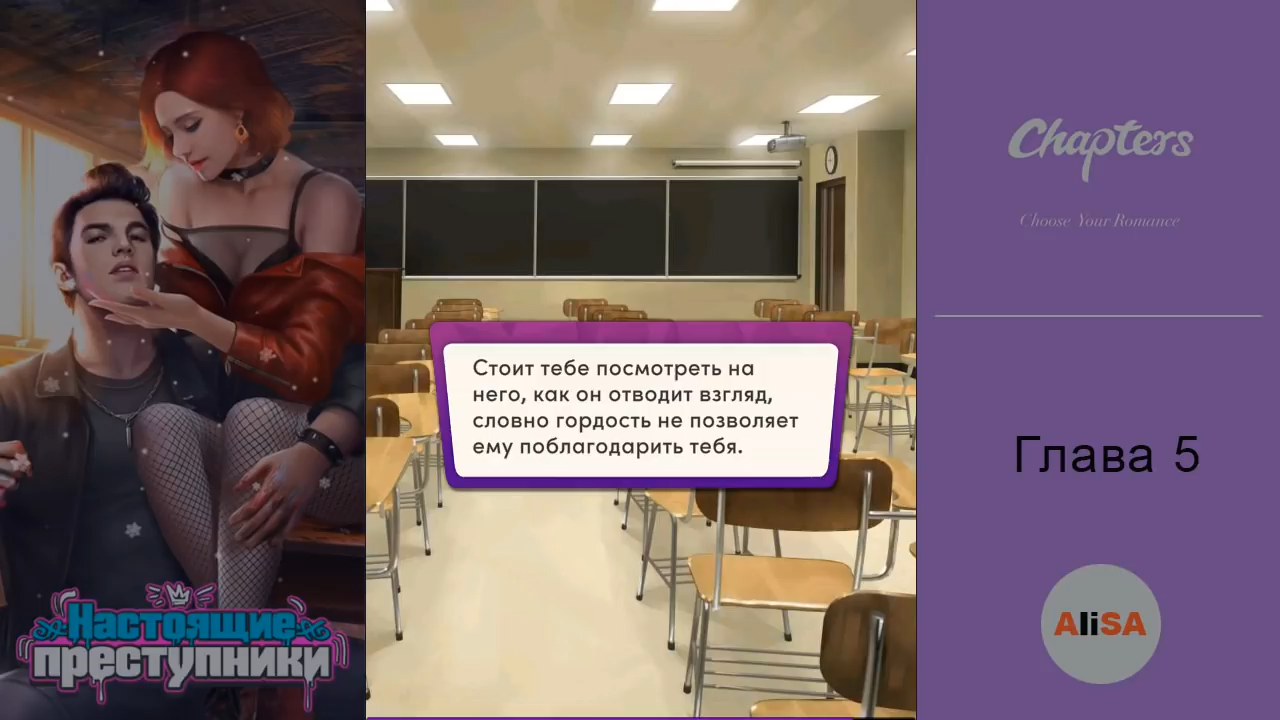 Настоящие
преступники
Стоит тебе посмотреть на
него, как он отводит взгляд,
словно гордость не позволяет
ему поблагодарить тебя.
Chapters
Choose Your Romance
Глава 5
AliSA